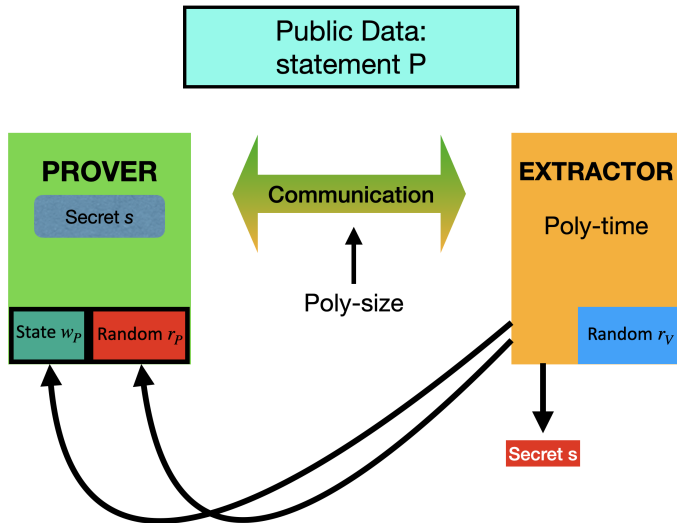 Public Data:
statement P
PROVER
Secret s
Communication
EXTRACTOR
Poly-time
Poly-size
State w_P
Random r_P
Random r_V
Secret s